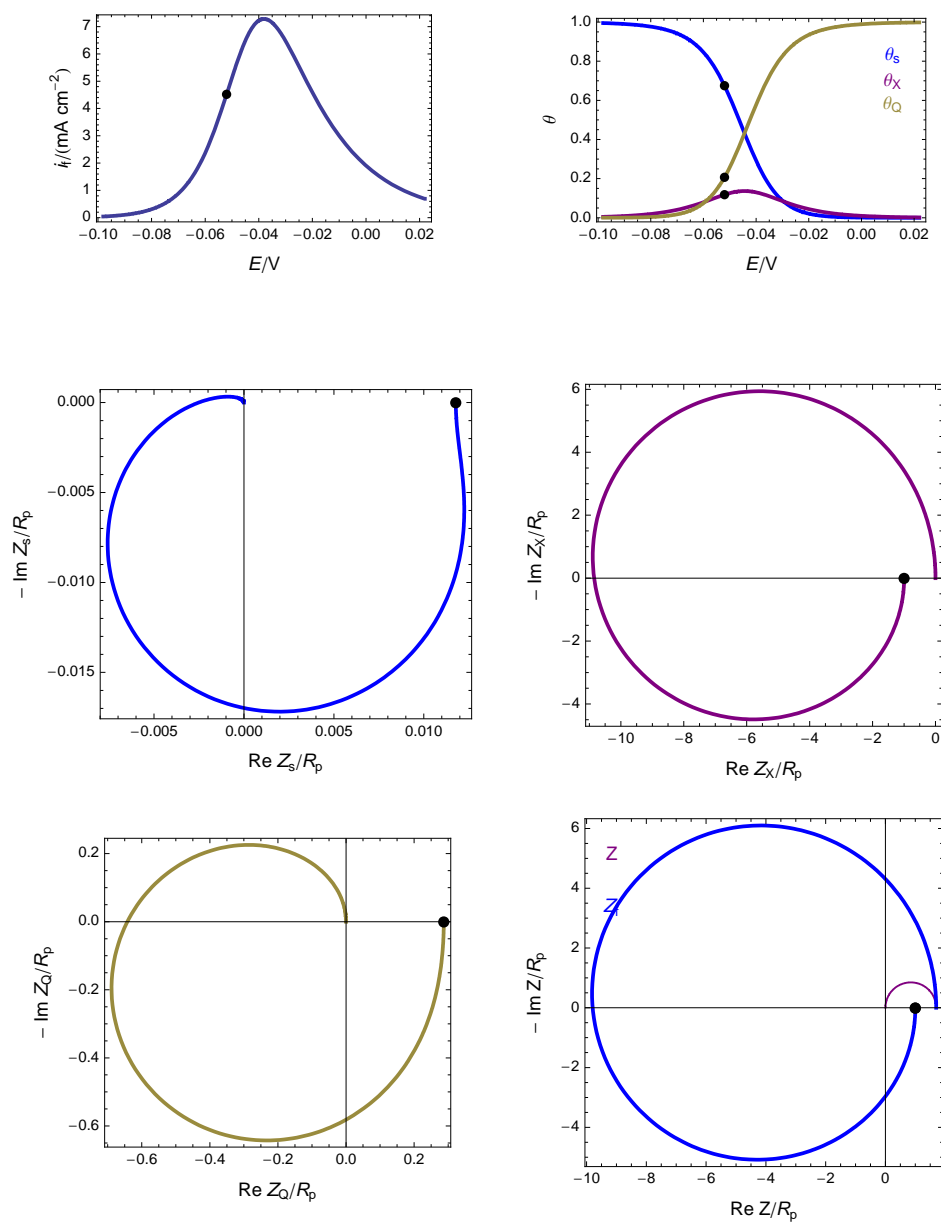 i_f/(mA cm^−2)
7
6
5
4
3
2
1
0
−0.10 −0.08 −0.06 −0.04 −0.02 0.00 0.02
E/V
θ
1.0
0.8
0.6
0.4
0.2
0.0
θ_s
θ_X
θ_Q
−0.10 −0.08 −0.06 −0.04 −0.02 0.00 0.02
E/V
− Im Z_s/R_p
0.000
−0.005
−0.010
−0.015
−0.005 0.000 0.005 0.010
Re Z_s/R_p
− Im Z_X/R_p
6
4
2
0
−2
−4
−10 −8 −6 −4 −2 0
Re Z_X/R_p
− Im Z_Q/R_p
0.2
0.0
−0.2
−0.4
−0.6
−0.6 −0.4 −0.2 0.0 0.2
Re Z_Q/R_p
− Im Z/R_p
6
4
2
0
−2
−4
Z
Z_f
−10 −8 −6 −4 −2 0
Re Z/R_p